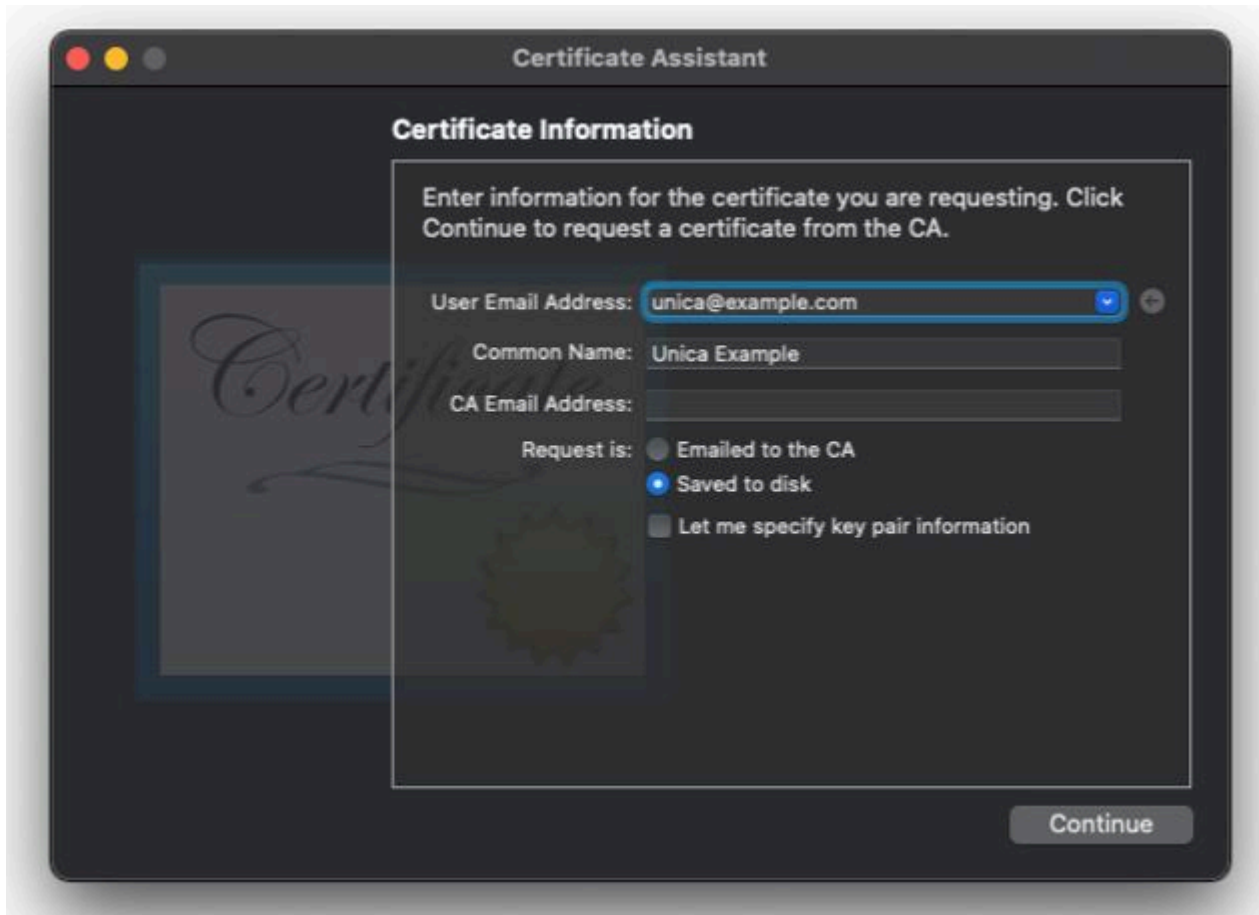 Certificate Assistant
Certificate Information
Enter information for the certificate you are requesting. Click
Continue to request a certificate from the CA.
User Email Address: unica@example.com
Common Name: Unica Example
CA Email Address:
Request is: Emailed to the CA
Saved to disk
Let me specify key pair information
Certificate
Continue